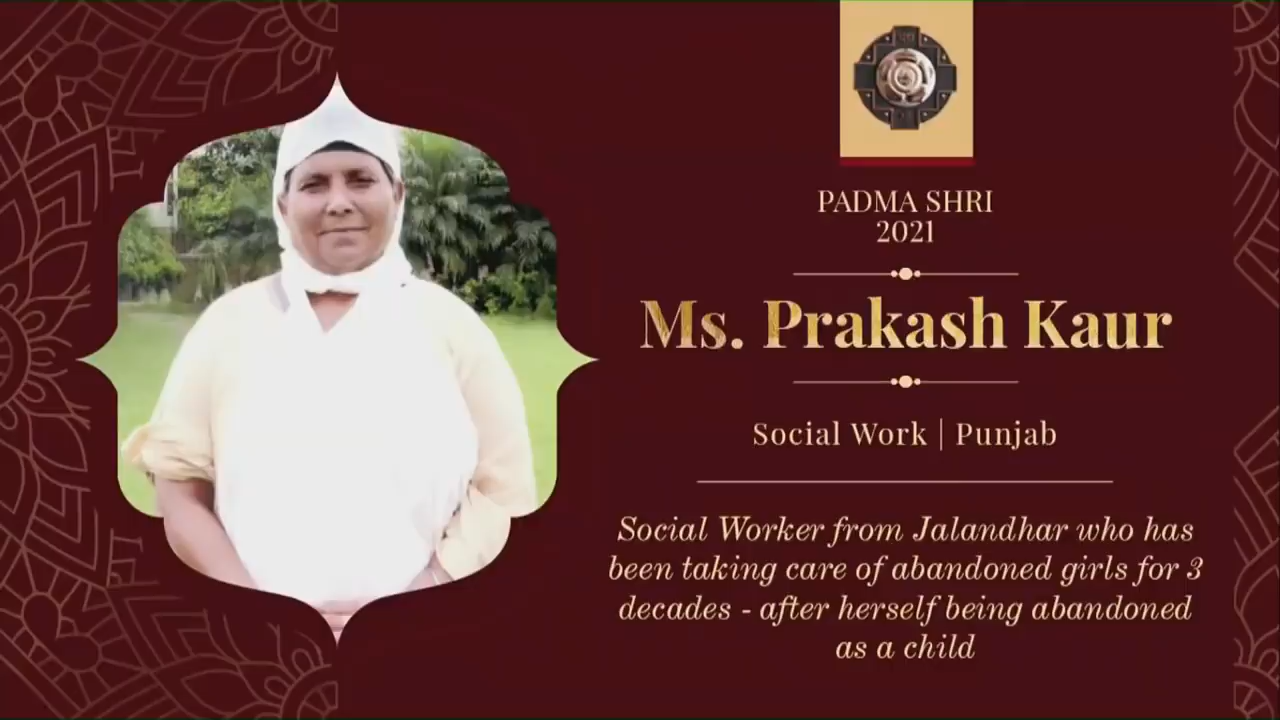 PADMA SHRI
2021
Ms. Prakash Kaur
Social Work | Punjab
Social Worker from Jalandhar who has
been taking care of abandoned girls for 3
decades - after herself being abandoned
as a child